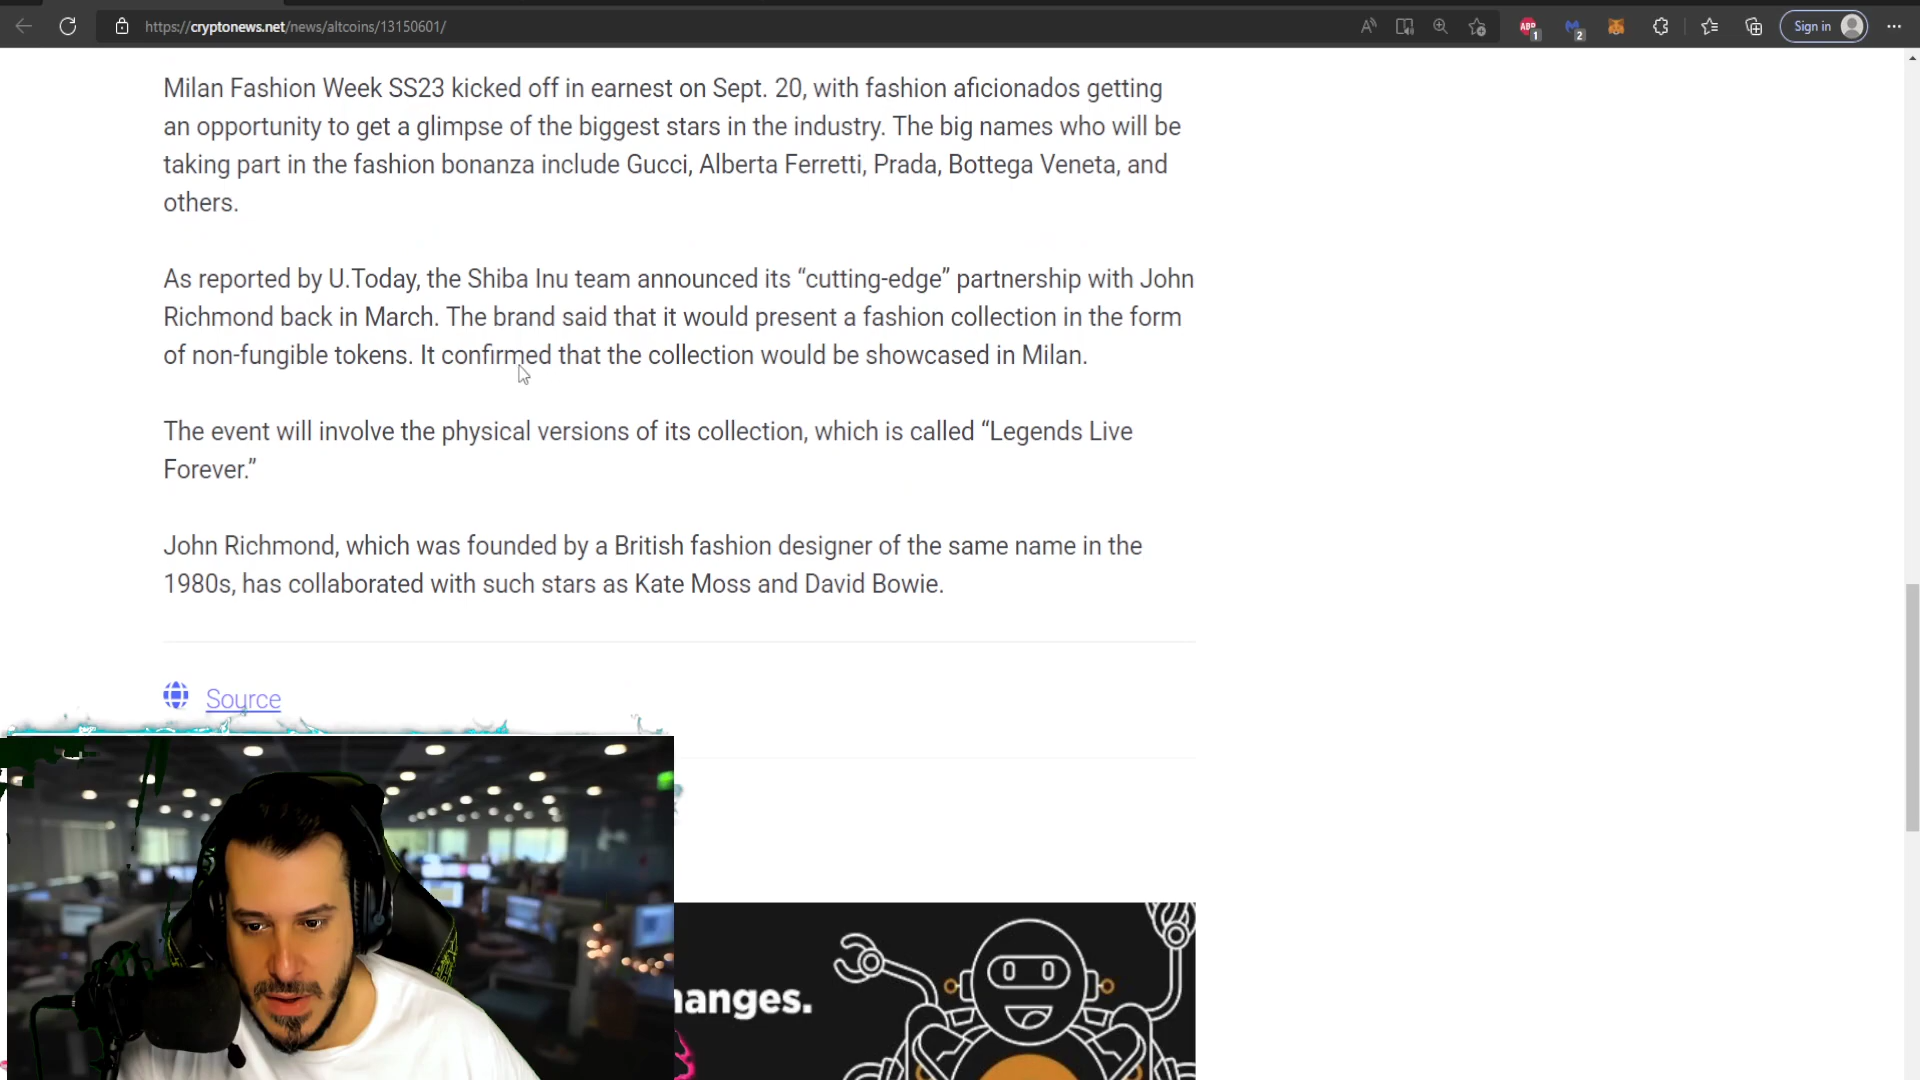 https://cryptonews.net/news/altcoins/13150601/
ABP
1
2
Sign in
Milan Fashion Week SS23 kicked off in earnest on Sept. 20, with fashion aficionados getting
an opportunity to get a glimpse of the biggest stars in the industry. The big names who will be
taking part in the fashion bonanza include Gucci, Alberta Ferretti, Prada, Bottega Veneta, and
others.
As reported by U.Today, the Shiba Inu team announced its “cutting-edge” partnership with John
Richmond back in March. The brand said that it would present a fashion collection in the form
of non-fungible tokens. It confirmed that the collection would be showcased in Milan.
The event will involve the physical versions of its collection, which is called “Legends Live
Forever.”
John Richmond, which was founded by a British fashion designer of the same name in the
1980s, has collaborated with such stars as Kate Moss and David Bowie.
Source
hanges.